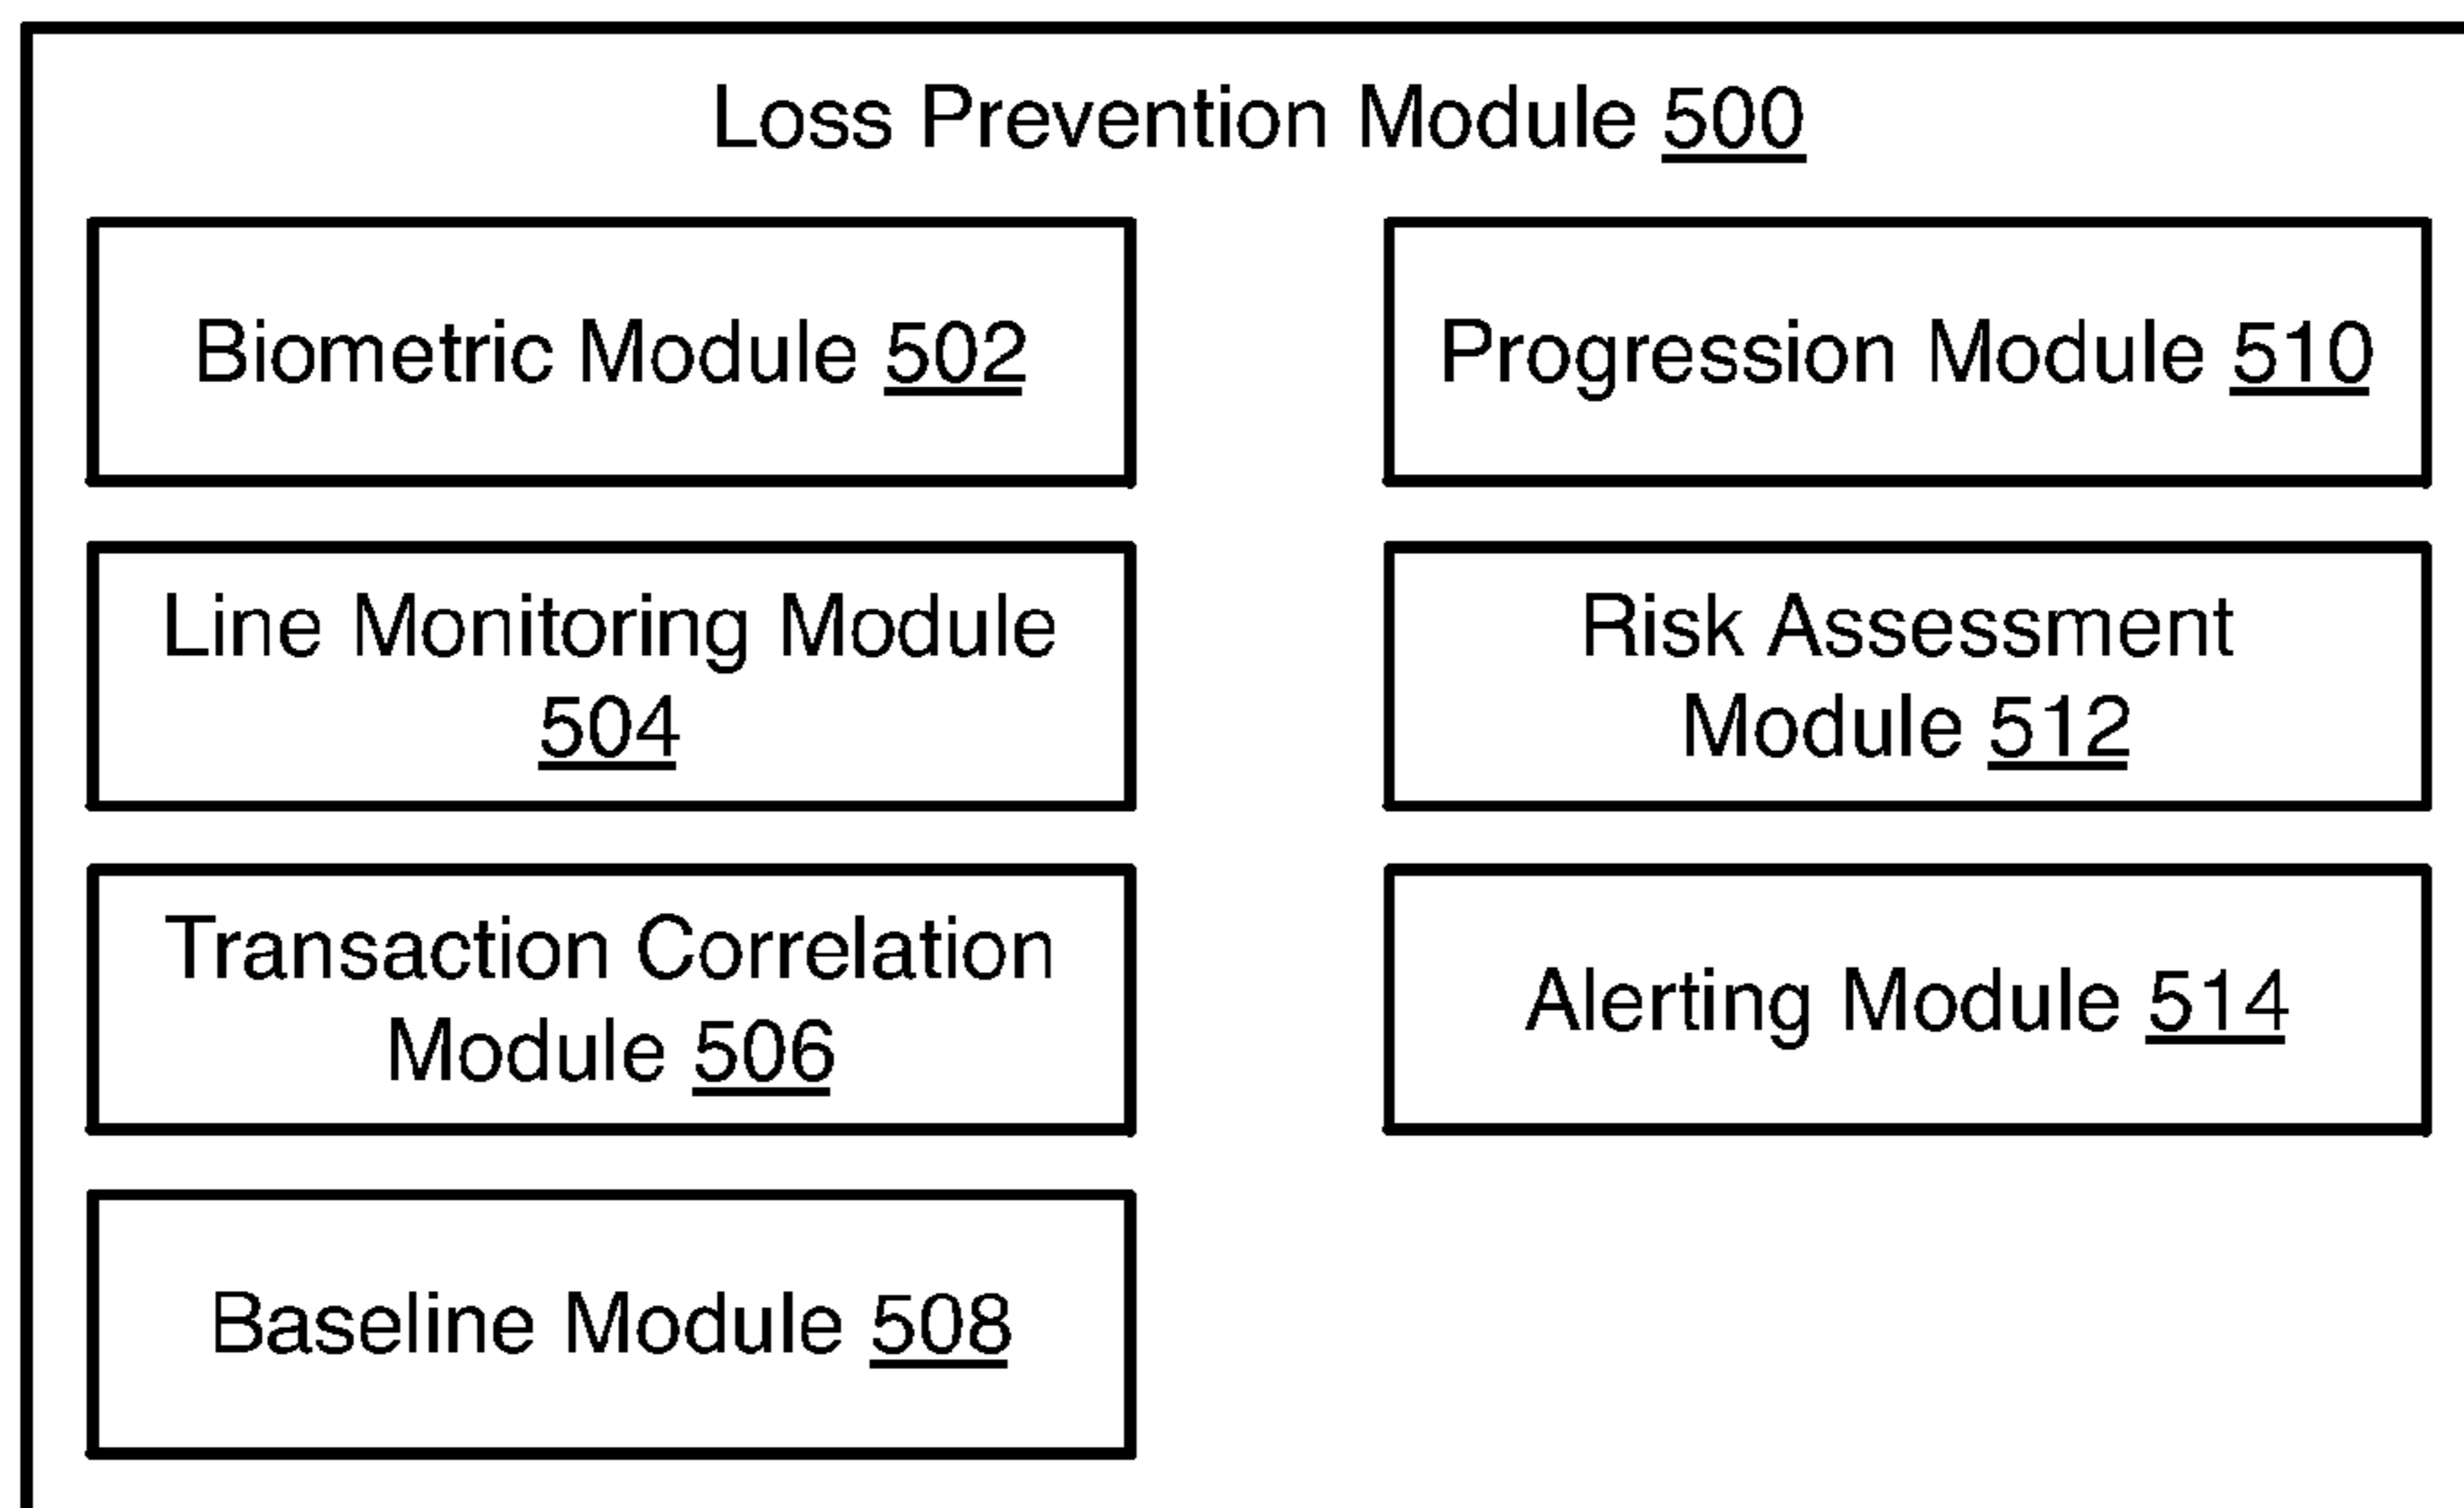 Loss Prevention Module 500
Biometric Module 502
Line Monitoring Module
504
Transaction Correlation
Module 506
Baseline Module 508
Progression Module 510
Risk Assessment
Module 512
Alerting Module 514